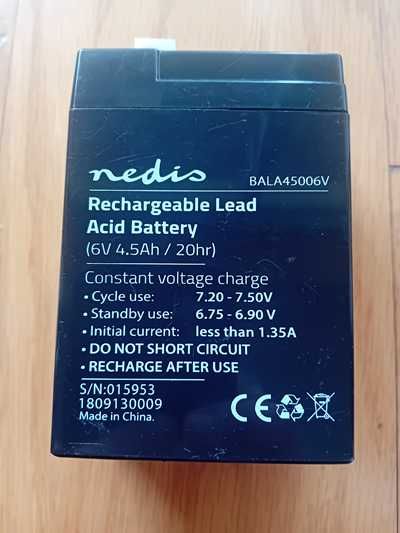 nedis
BALA45006V
Rechargeable Lead
Acid Battery
(6V 4.5Ah / 20hr)
Constant voltage charge
• Cycle use: 7.20 - 7.50V
• Standby use: 6.75 - 6.90 V
• Initial current: less than 1.35A
• DO NOT SHORT CIRCUIT
• RECHARGE AFTER USE
S/N:015953
1809130009
Made in China.
CE